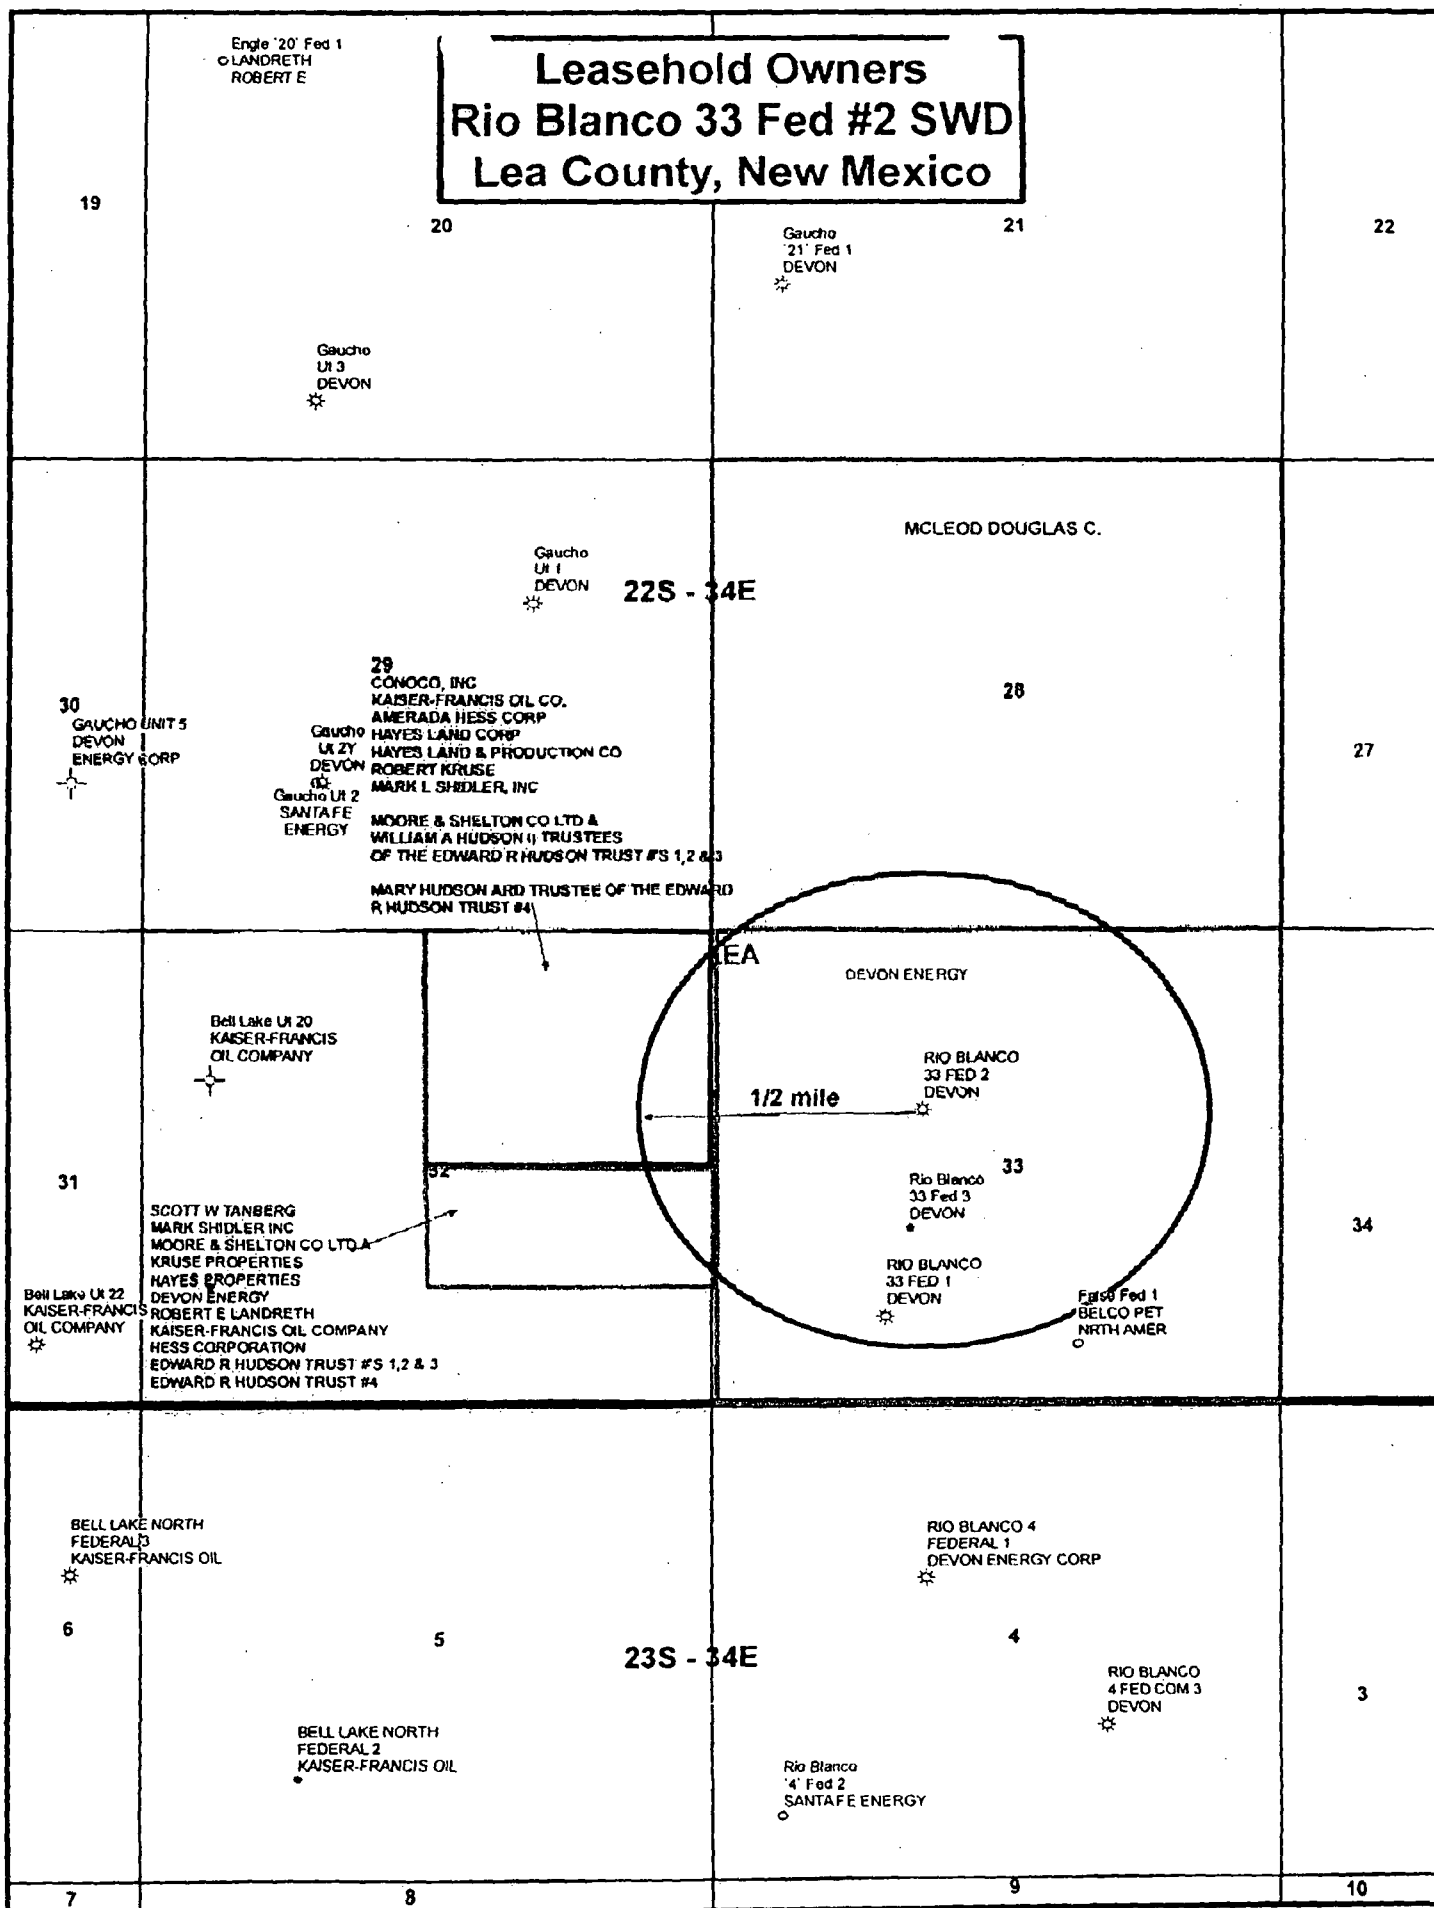 Leasehold Owners
Rio Blanco 33 Fed #2 SWD
Lea County, New Mexico
Engle '20' Fed 1
LANDRETH
ROBERT E
19
20
21
22
Gaucho
'21' Fed 1
DEVON
Gaucho
Ut 3
DEVON
MCLEOD DOUGLAS C.
Gaucho
Ut 1
DEVON
22S - 34E
29
CONOCO, INC
KAISER-FRANCIS OIL CO.
AMERADA HESS CORP
HAYES LAND CORP
HAYES LAND & PRODUCTION CO
ROBERT KRUSE
MARK L SHIDLER, INC
MOORE & SHELTON CO LTD &
WILLIAM A HUDSON II TRUSTEES
OF THE EDWARD R HUDSON TRUST #'S 1,2 & 3
MARY HUDSON ARD TRUSTEE OF THE EDWARD
R HUDSON TRUST #4
28
27
30
GAUCHO UNIT 5
DEVON
ENERGY CORP
Gaucho
Ut 2Y
DEVON
Gaucho Ut 2
SANTA FE
ENERGY
LEA
DEVON ENERGY
Bell Lake Ut 20
KAISER-FRANCIS
OIL COMPANY
RIO BLANCO
33 FED 2
DEVON
1/2 mile
32
33
31
34
Rio Blanco
33 Fed 3
DEVON
SCOTT W TANBERG
MARK SHIDLER INC
MOORE & SHELTON CO LTD A
KRUSE PROPERTIES
HAYES PROPERTIES
DEVON ENERGY
ROBERT E LANDRETH
KAISER-FRANCIS OIL COMPANY
HESS CORPORATION
EDWARD R HUDSON TRUST #'S 1,2 & 3
EDWARD R HUDSON TRUST #4
Bell Lake Ut 22
KAISER-FRANCIS
OIL COMPANY
RIO BLANCO
33 FED 1
DEVON
Fed 1
BELCO PET
NRTH AMER
BELL LAKE NORTH
FEDERAL 3
KAISER-FRANCIS OIL
RIO BLANCO 4
FEDERAL 1
DEVON ENERGY CORP
6
5
4
3
23S - 34E
RIO BLANCO
4 FED COM 3
DEVON
BELL LAKE NORTH
FEDERAL 2
KAISER-FRANCIS OIL
Rio Blanco
'4' Fed 2
SANTA FE ENERGY
7
8
9
10